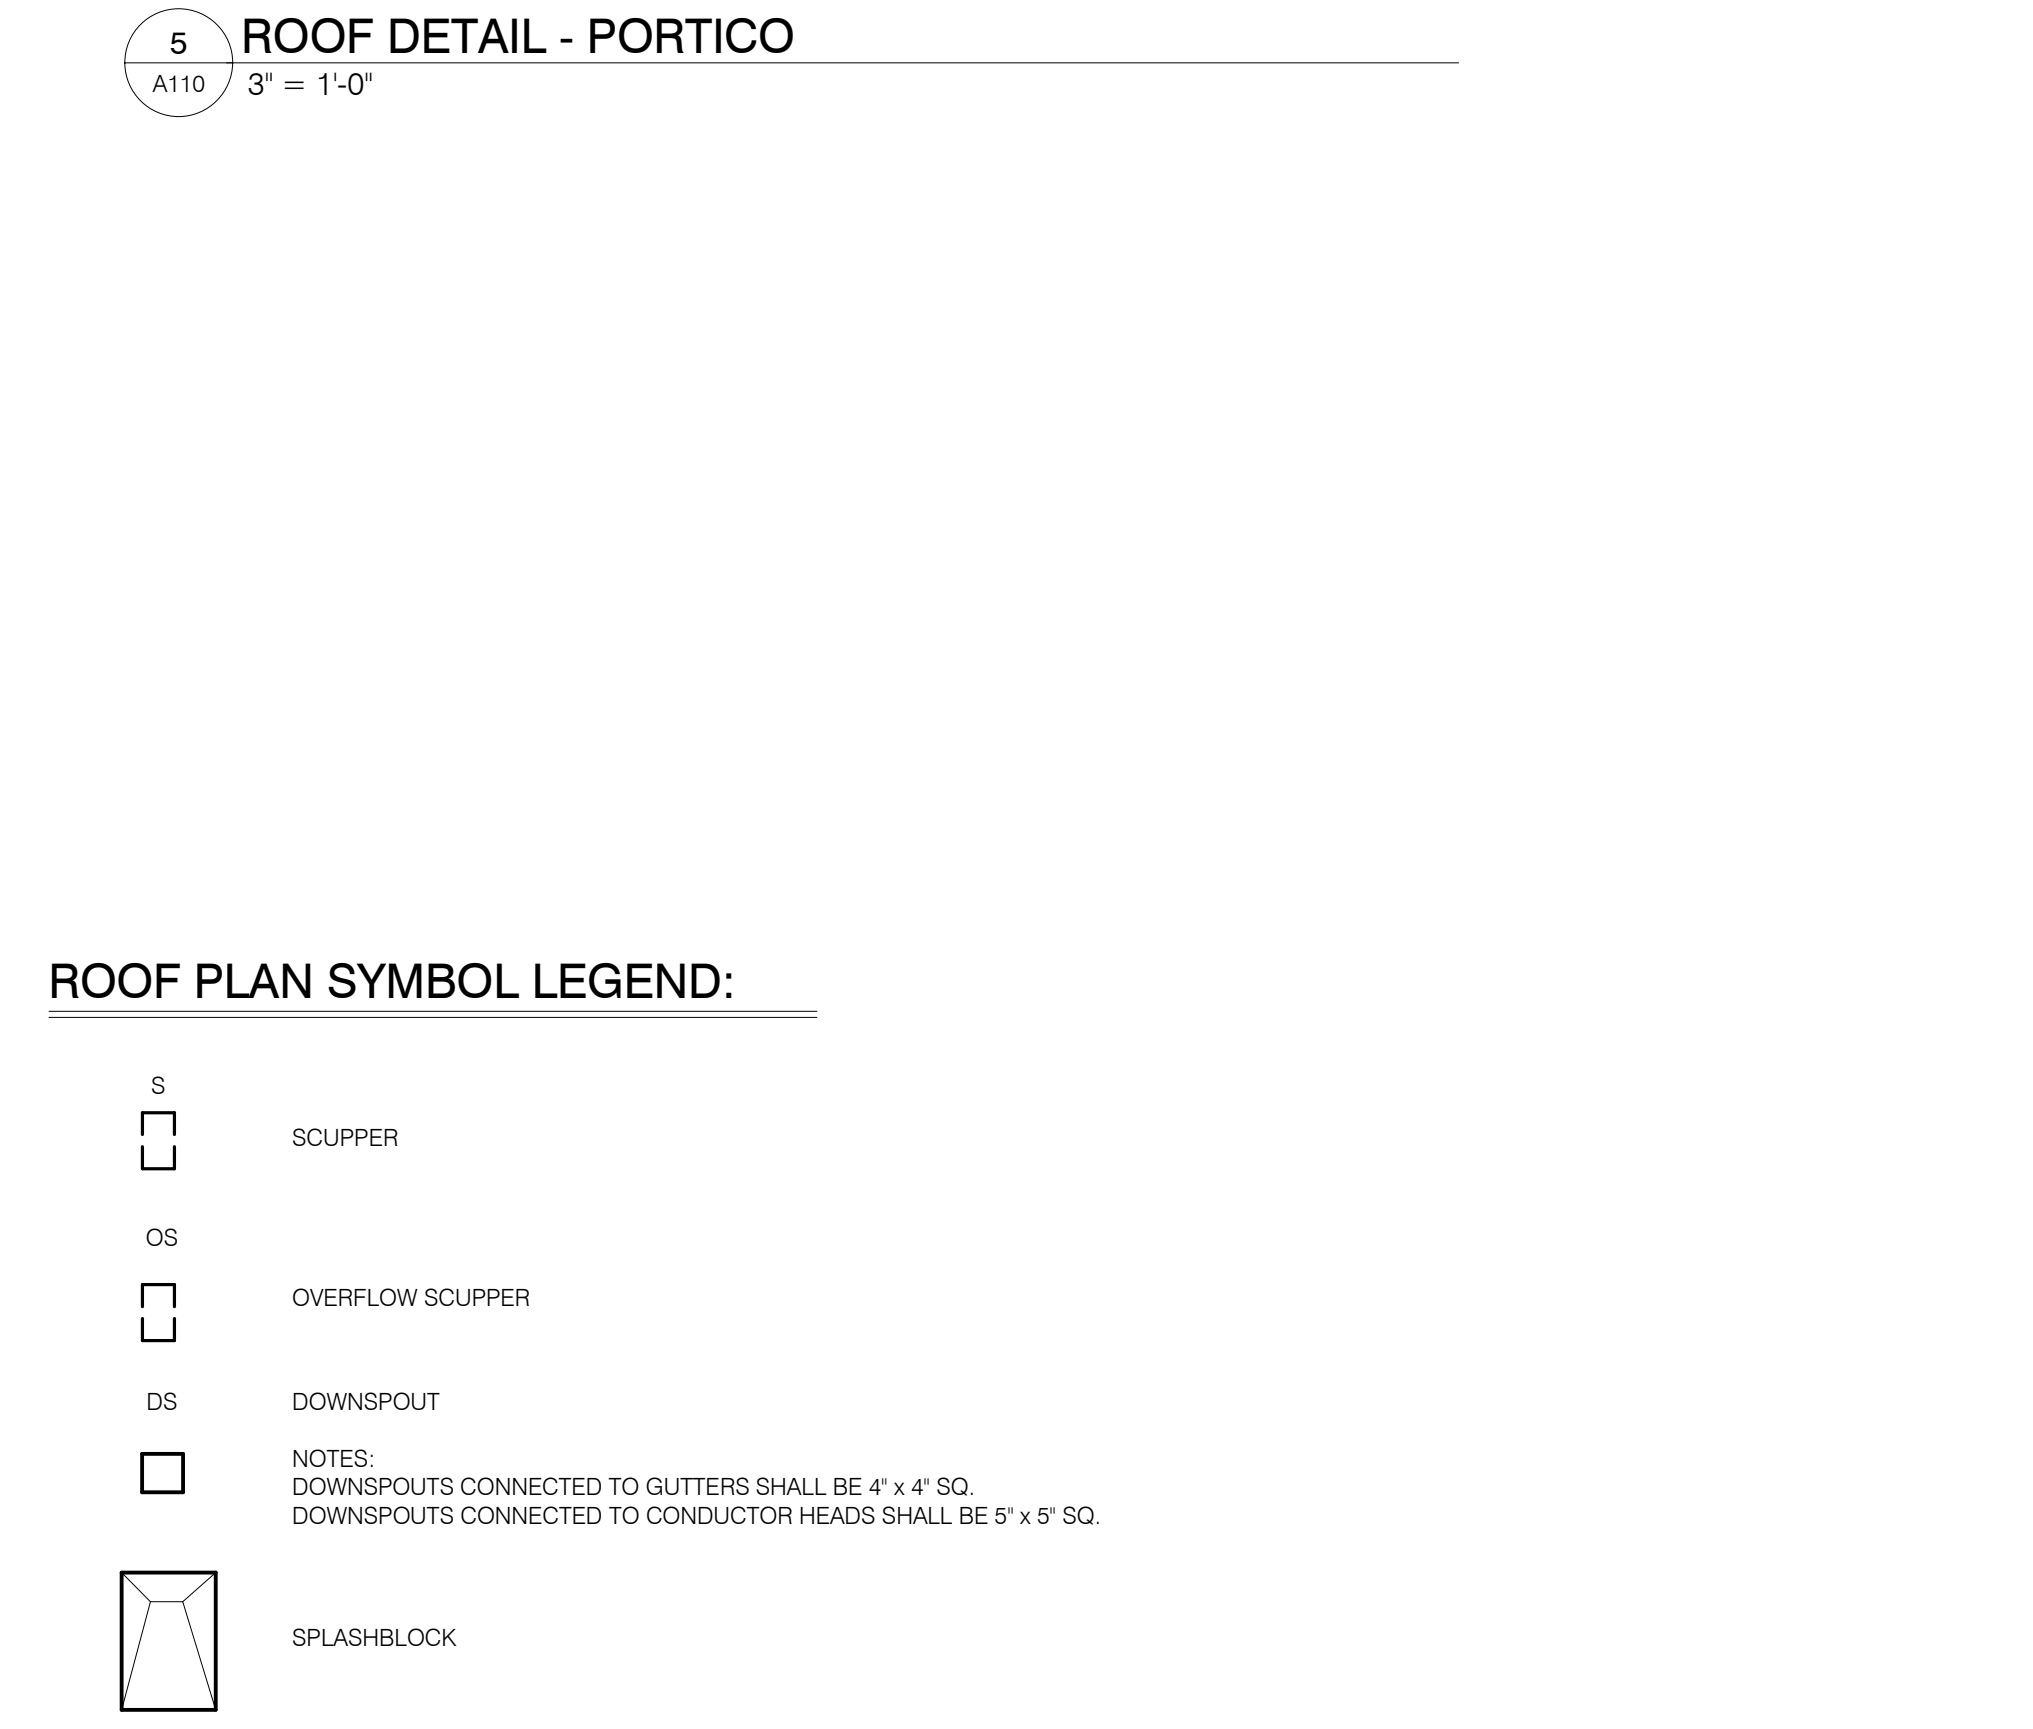 5
ROOF DETAIL - PORTICO
A110
3" = 1'-0"
ROOF PLAN SYMBOL LEGEND:
S
SCUPPER
OS
OVERFLOW SCUPPER
DS
DOWNSPOUT
NOTES:
DOWNSPOUTS CONNECTED TO GUTTERS SHALL BE 4" x 4" SQ.
DOWNSPOUTS CONNECTED TO CONDUCTOR HEADS SHALL BE 5" x 5" SQ.
SPLASHBLOCK